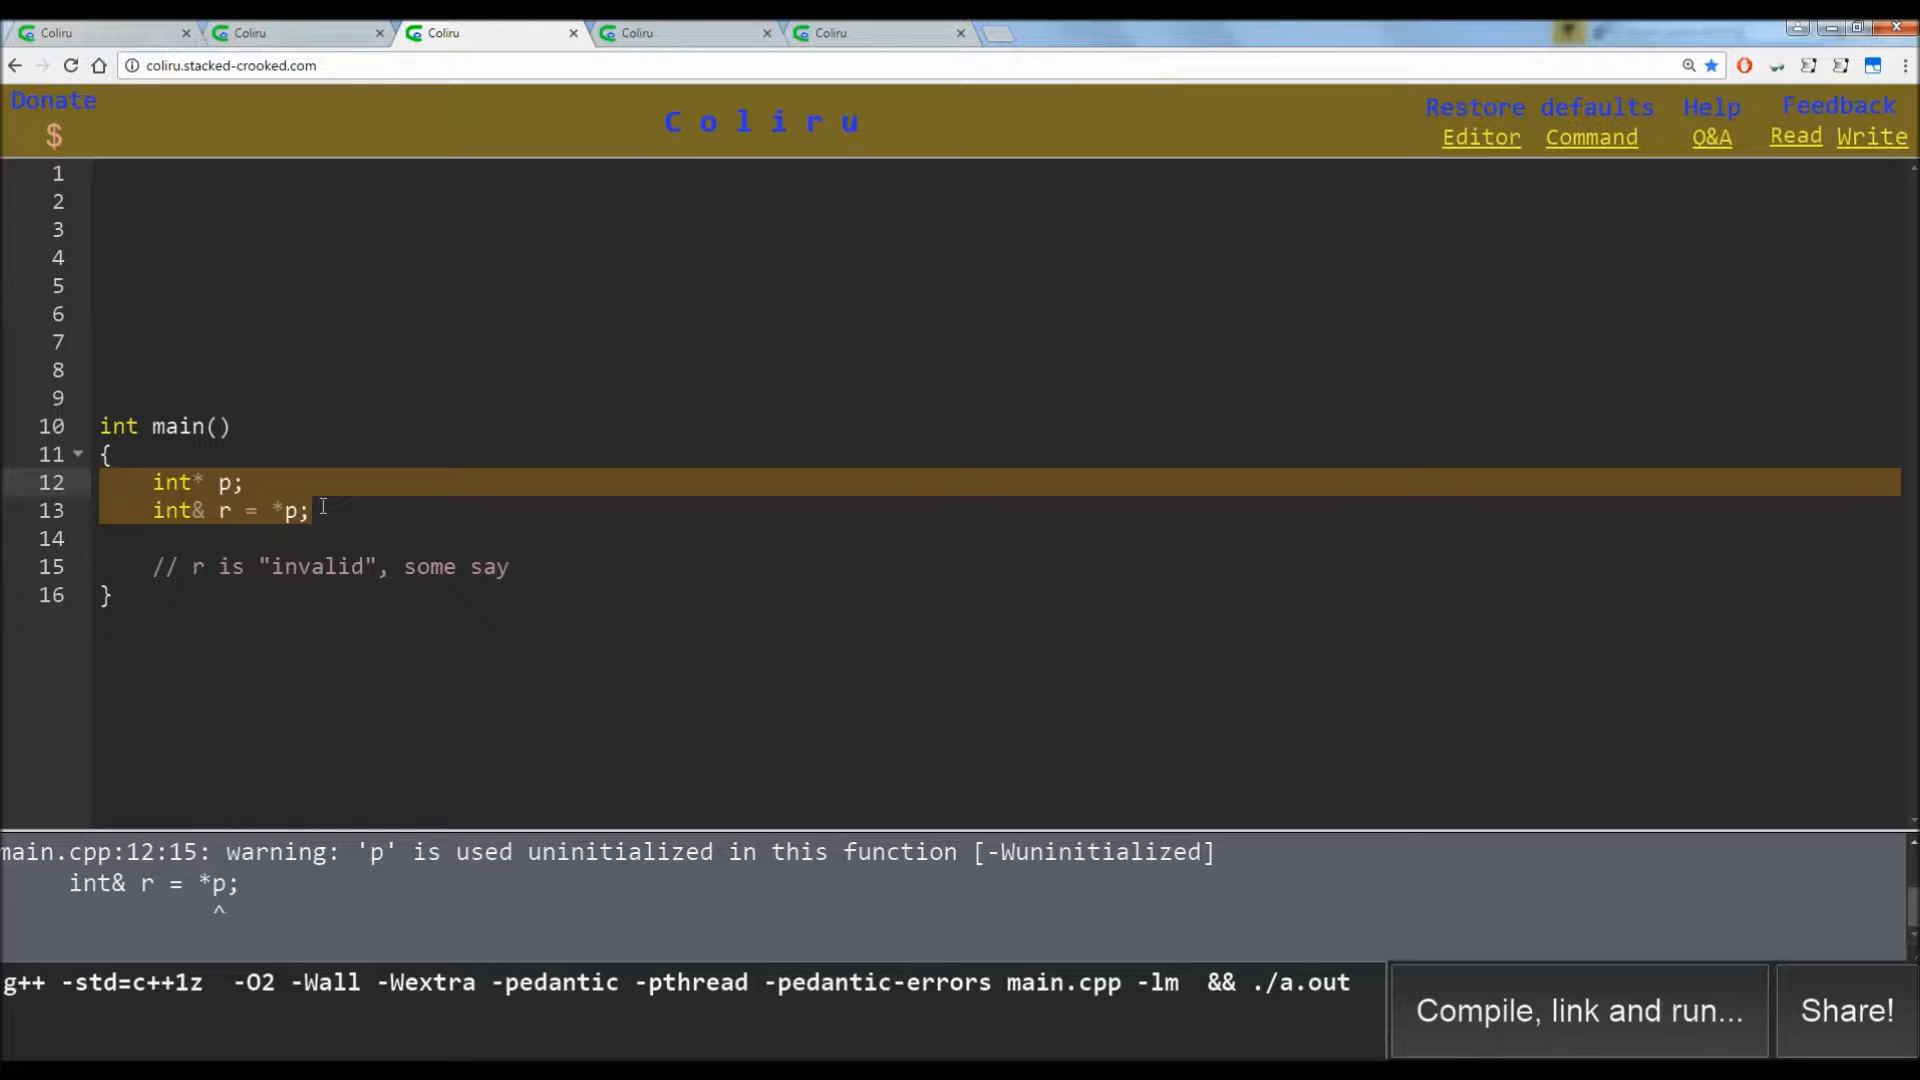 Coliru Coliru Coliru Coliru Coliru
coliru.stacked-crooked.com
Donate Coliru Restore defaults Help Feedback
$ Editor Command Q&A Read Write
1
2
3
4
5
6
7
8
9
10 int main()
11 {
12     int* p;
13     int& r = *p;
14
15     // r is "invalid", some say
16 }
main.cpp:12:15: warning: 'p' is used uninitialized in this function [-Wuninitialized]
int& r = *p;
^
g++ -std=c++1z -O2 -Wall -Wextra -pedantic -pthread -pedantic-errors main.cpp -lm && ./a.out
Compile, link and run... Share!